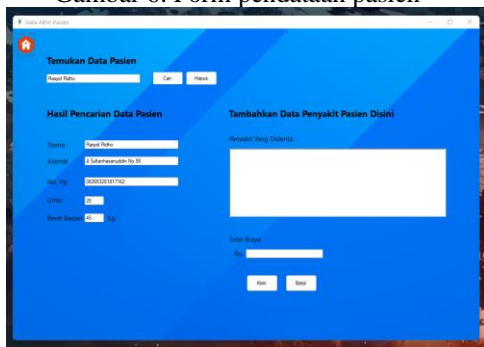 Gambar 6. Form pendataan pasien
Data Akhir Pasien
Temukan Data Pasien
Rasyid Ridho
Cari
Hapus
Hasil Pencarian Data Pasien
Nama
Rasyid Ridho
Alamat
Jl Sultanhasanuddin No 56
No. Hp
Umur
20
Berat Badan
45
Kg
Tambahkan Data Penyakit Pasien Disini
Penyakit Yang Diderita
Total Biaya
Rp.
Kirim
Batal